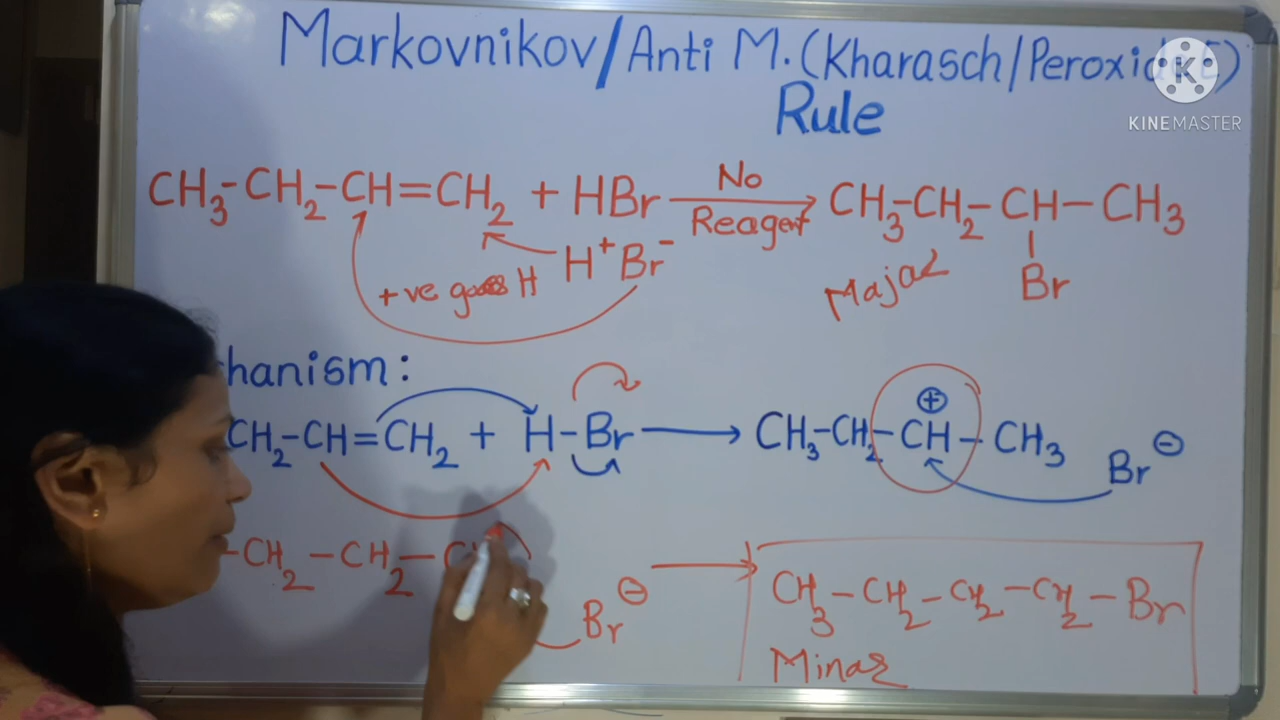 Markovnikov/Anti M. (Kharasch/Peroxid E)
Rule
KINEMASTER
CH3-CH2-CH=CH2 + HBr No Reagent CH3-CH2-CH-CH3
H+ Br-
+ve goes H
Br
Major
hanism:
CH2-CH=CH2 + H-Br → CH3-CH2-CH-CH3
⊕
Br ⊖
-CH2-CH2-
Br ⊖ → CH3-CH2-CH2-CH2-Br
Minor